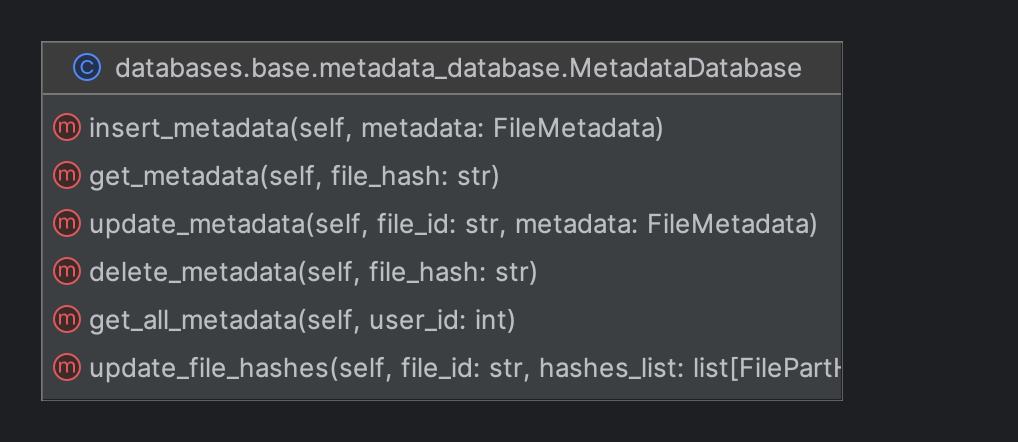 C databases.base.metadata_database.MetadataDatabase
m insert_metadata(self, metadata: FileMetadata)
m get_metadata(self, file_hash: str)
m update_metadata(self, file_id: str, metadata: FileMetadata)
m delete_metadata(self, file_hash: str)
m get_all_metadata(self, user_id: int)
m update_file_hashes(self, file_id: str, hashes_list: list[FilePart